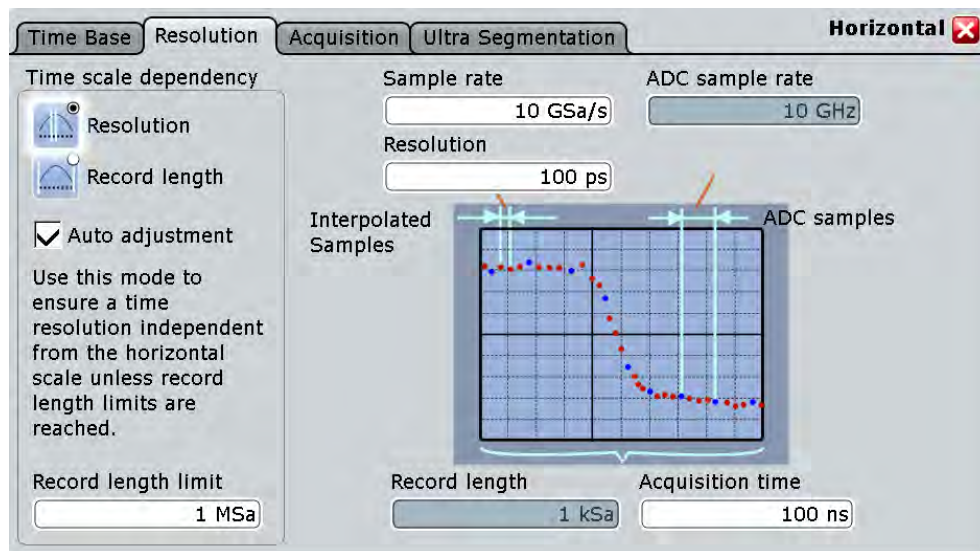 Time Base
Resolution
Acquisition
Ultra Segmentation
Horizontal
Time scale dependency
Resolution
Record length
Auto adjustment
Use this mode to
ensure a time
resolution independent
from the horizontal
scale unless record
length limits are
reached.
Record length limit
1 MSa
Sample rate
10 GSa/s
ADC sample rate
10 GHz
Resolution
100 ps
Interpolated
Samples
ADC samples
Record length
1 kSa
Acquisition time
100 ns